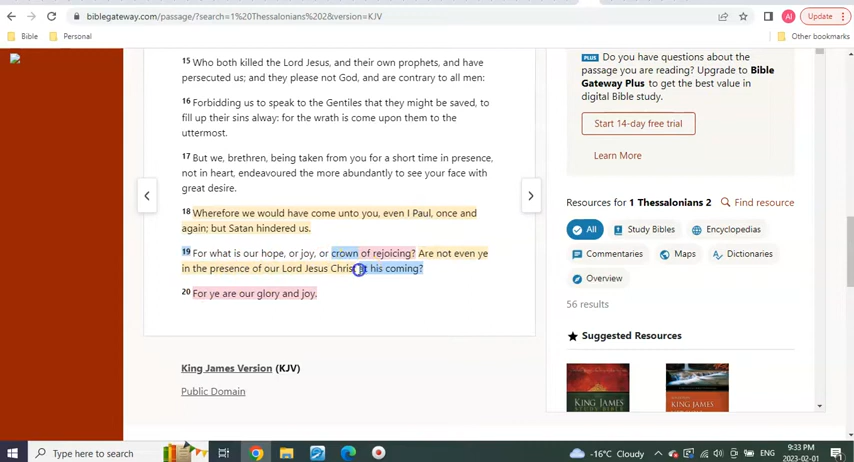 biblegateway.com/passage/?search=1%20Thessalonians%202&version=KJV
AI
Update
Bible
Personal
Other bookmarks
15 Who both killed the Lord Jesus, and their own prophets, and have
persecuted us; and they please not God, and are contrary to all men:
16 Forbidding us to speak to the Gentiles that they might be saved, to
fill up their sins alway: for the wrath is come upon them to the
uttermost.
17 But we, brethren, being taken from you for a short time in presence,
not in heart, endeavoured the more abundantly to see your face with
great desire.
18 Wherefore we would have come unto you, even I Paul, once and
again; but Satan hindered us.
19 For what is our hope, or joy, or crown of rejoicing? Are not even ye
in the presence of our Lord Jesus Christ at his coming?
20 For ye are our glory and joy.
King James Version (KJV)
Public Domain
PLUS Do you have questions about the
passage you are reading? Upgrade to Bible
Gateway Plus to get the best value in
digital Bible study.
Start 14-day free trial
Learn More
Resources for 1 Thessalonians 2
Find resource
All
Study Bibles
Encyclopedias
Commentaries
Maps
Dictionaries
Overview
56 results
Suggested Resources
KING JAMES
STUDY BIBLE
KING JAMES
Type here to search
-16°C Cloudy
ENG
9:33 PM
2023-02-01